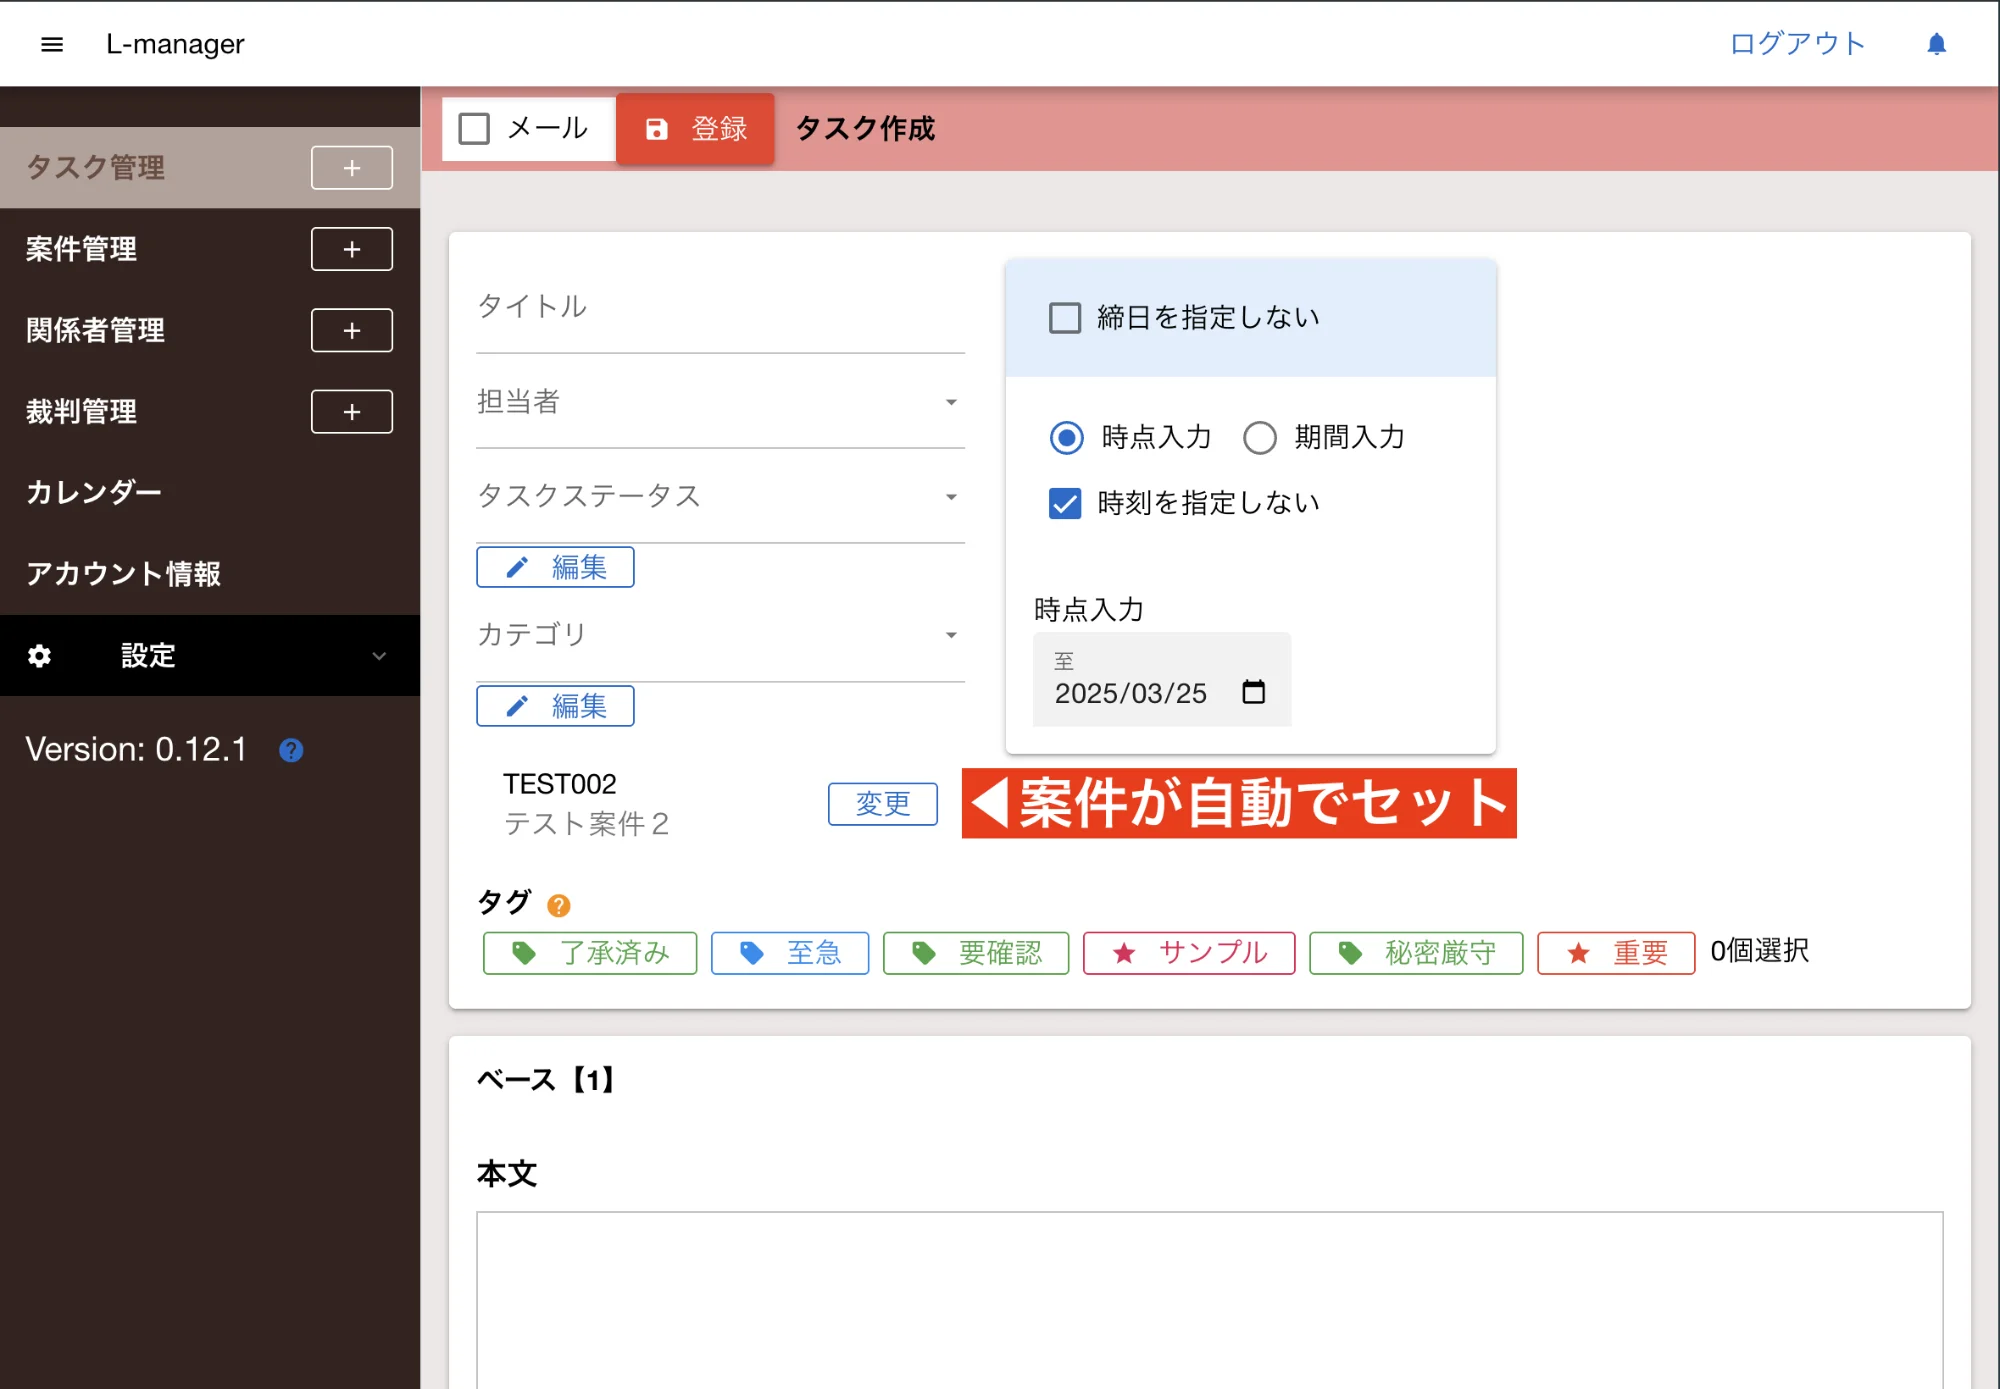 L-manager
ログアウト
タスク管理
+
案件管理
+
関係者管理
+
裁判管理
+
カレンダー
アカウント情報
設定
Version: 0.12.1
?
メール
登録
タスク作成
タイトル
担当者
タスクステータス
編集
カテゴリ
編集
締日を指定しない
時点入力
期間入力
時刻を指定しない
時点入力
至
2025/03/25
TEST002
テスト案件２
変更
◀案件が自動でセット
タグ
?
了承済み
至急
要確認
サンプル
秘密厳守
重要
0個選択
ベース【1】
本文